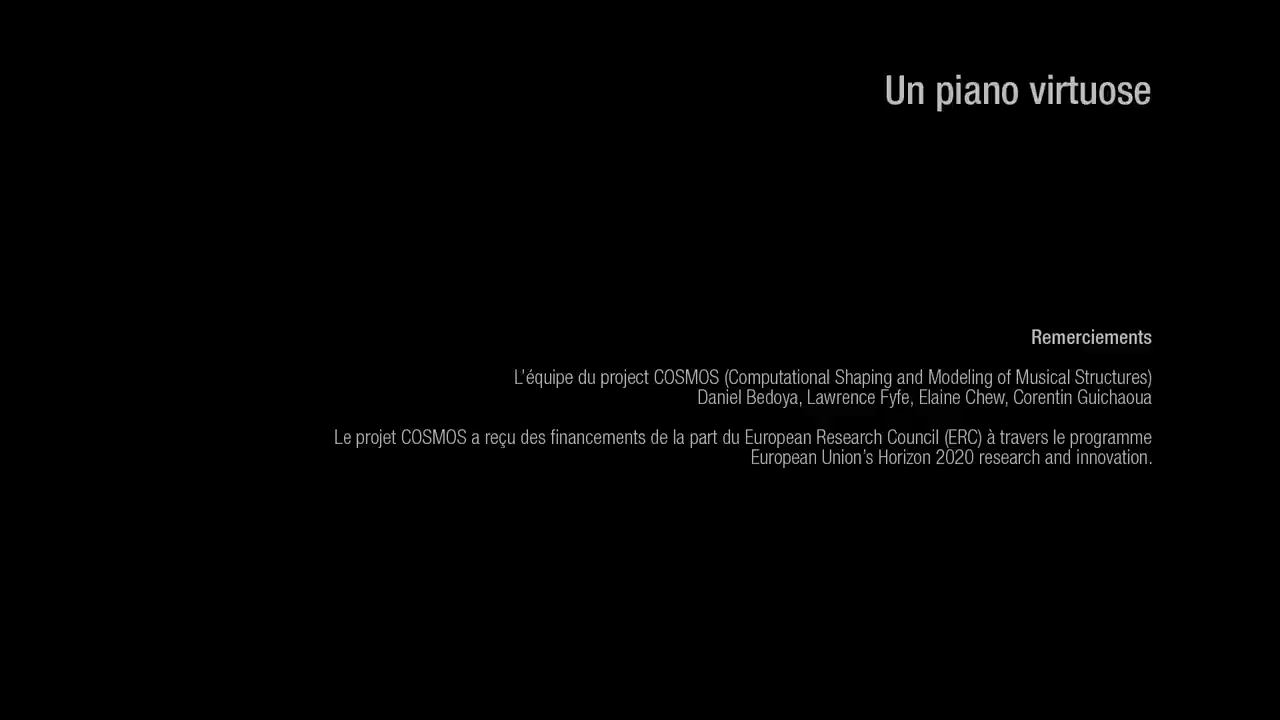 Un piano virtuose
Remerciements
L'équipe du project COSMOS (Computational Shaping and Modeling of Musical Structures)
Daniel Bedoya, Lawrence Fyfe, Elaine Chew, Corentin Guichaoua
Le projet COSMOS a reçu des financements de la part du European Research Council (ERC) à travers le programme
European Union's Horizon 2020 research and innovation.